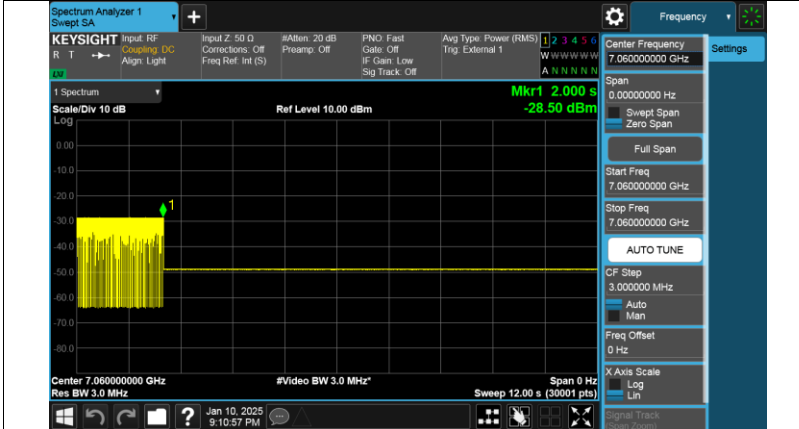 Spectrum Analyzer 1
Swept SA
+
Frequency
KEYSIGHT
R T
Input: RF
Coupling: DC
Align: Light
Input Z: 50 Ω
Corrections: Off
Freq Ref: Int (S)
#Atten: 20 dB
Preamp: Off
PNO: Fast
Gate: Off
IF Gain: Low
Sig Track: Off
Avg Type: Power (RMS)
Trig: External 1
1 2 3 4 5 6
W W W W W W
A N N N N N
Settings
Center Frequency
7.060000000 GHz
Span
0.00000000 Hz
Swept Span
Zero Span
Full Span
Start Freq
7.060000000 GHz
Stop Freq
7.060000000 GHz
AUTO TUNE
CF Step
3.000000 MHz
Auto
Man
Freq Offset
0 Hz
X Axis Scale
Log
Lin
Signal Track
(Span Zoom)
1 Spectrum
Mkr1 2.000 s
-28.50 dBm
Scale/Div 10 dB
Ref Level 10.00 dBm
Log
1
0.00
-10.0
-20.0
-30.0
-40.0
-50.0
-60.0
-70.0
-80.0
Center 7.060000000 GHz
#Video BW 3.0 MHz*
Span 0 Hz
Res BW 3.0 MHz
Sweep 12.00 s (30001 pts)
?
Jan 10, 2025
9:10:57 PM